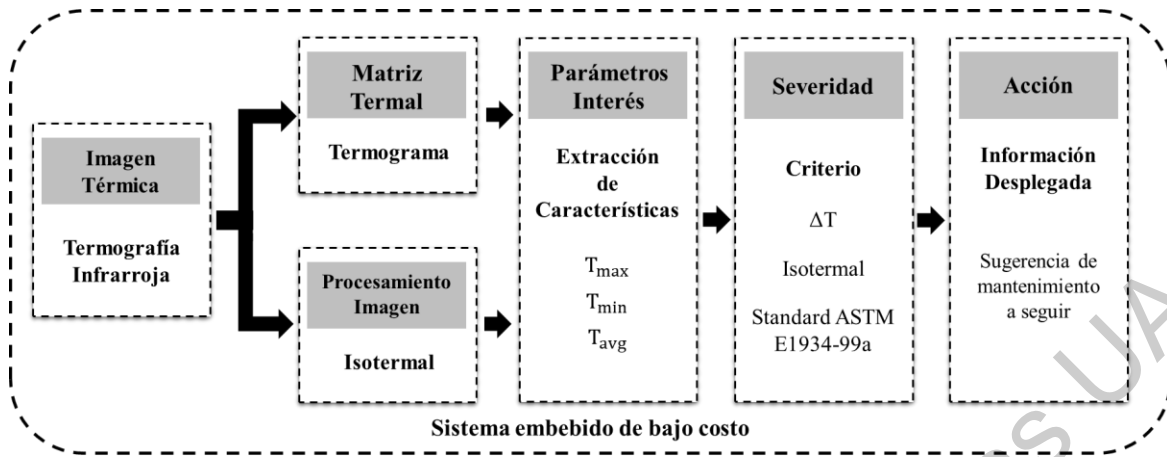 Imagen
Térmica
Termografía
Infrarroja
Matriz
Termal
Termograma
Procesamiento
Imagen
Isotermal
Parámetros
Interés
Extracción
de
Características
Tmax
Tmin
Tavg
Severidad
Criterio
ΔT
Isotermal
Standard ASTM
E1934-99a
Acción
Información
Desplegada
Sugerencia de
mantenimiento
a seguir
Sistema embebido de bajo costo